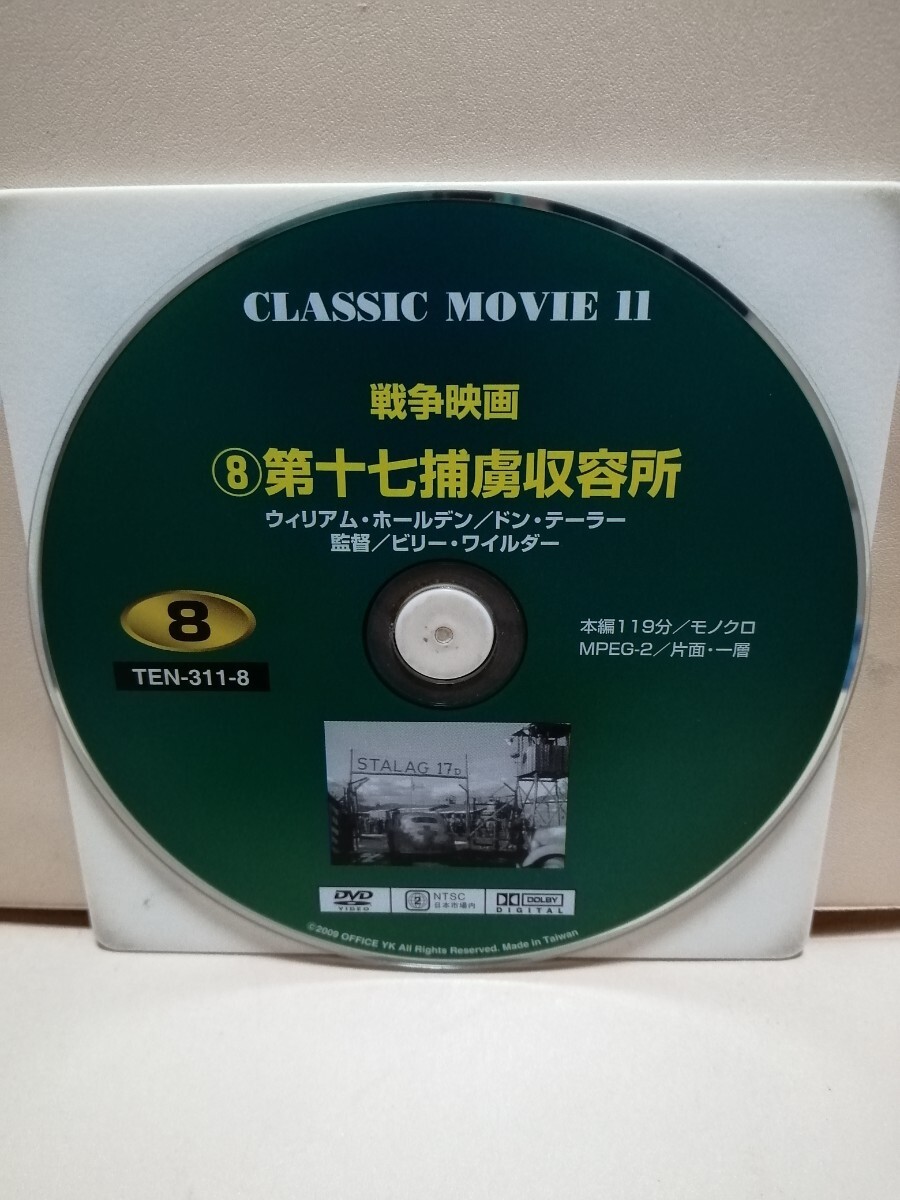 CLASSIC MOVIE 11
戦争映画
⑧第十七捕虜収容所
ウィリアム・ホールデン／ドン・テーラー
監督／ビリー・ワイルダー
8
TEN-311-8
本編119分／モノクロ
MPEG-2／片面・一層
STALAG 17D
DVD
VIDEO
2
NTSC
日本市場内
DOLBY
DIGITAL
©2009 OFFICE YK All Rights Reserved. Made in Taiwan